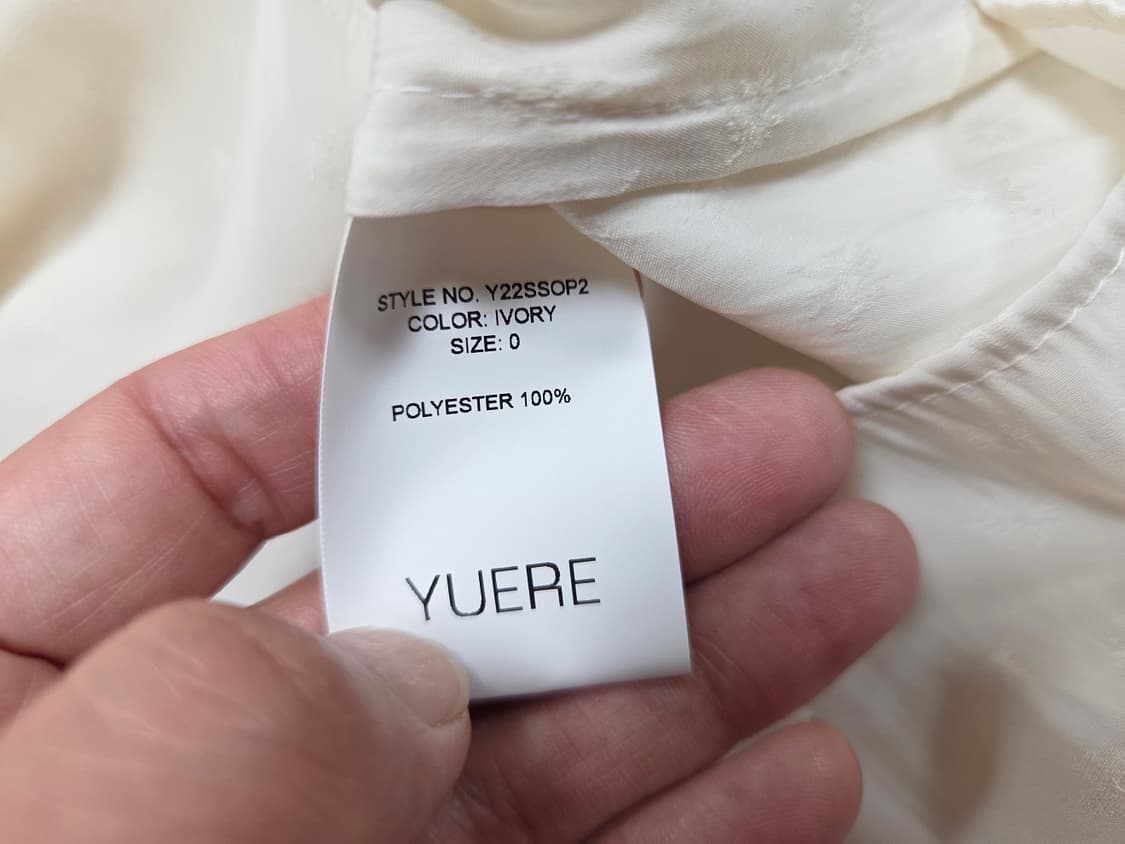 STYLE NO. Y22SSOP2
COLOR: IVORY
SIZE: 0
POLYESTER 100%
YUERE